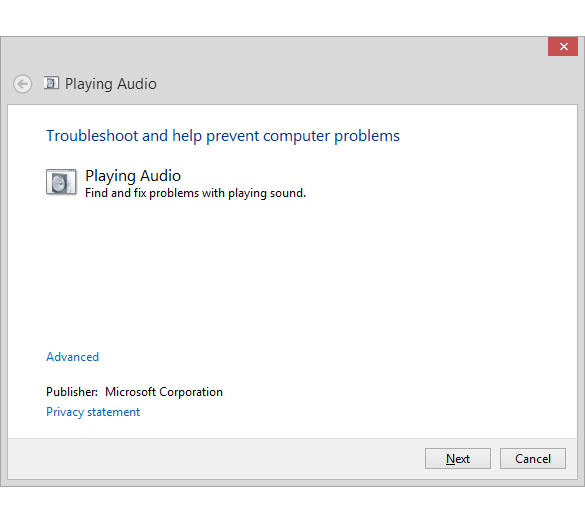 Playing Audio
Troubleshoot and help prevent computer problems
Playing Audio
Find and fix problems with playing sound.
Advanced
Publisher: Microsoft Corporation
Privacy statement
Next Cancel